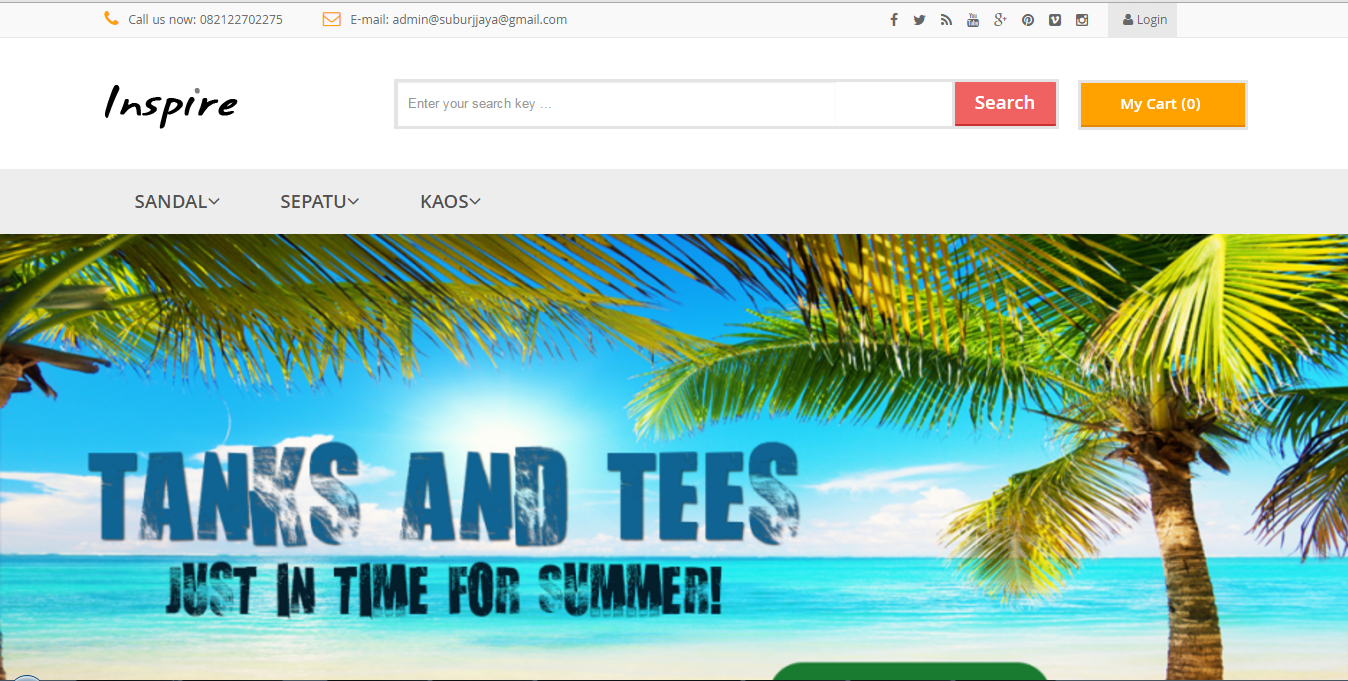 Call us now: 082122702275 E-mail: admin@suburjjaya@gmail.com Login
Inspire
Enter your search key ... Search My Cart (0)
SANDAL SEPATU KAOS
TANKS AND TEES
JUST IN TIME FOR SUMMER!